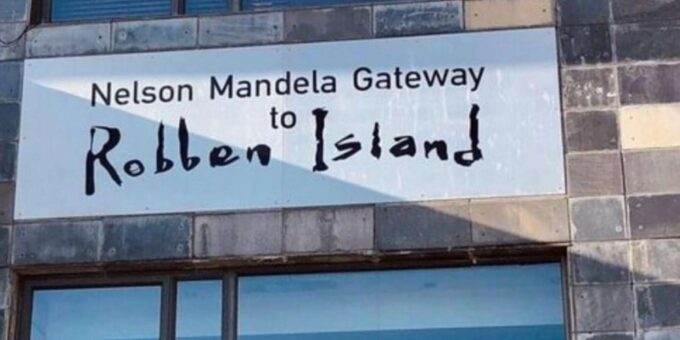 Nelson Mandela Gateway
to
Robben Island